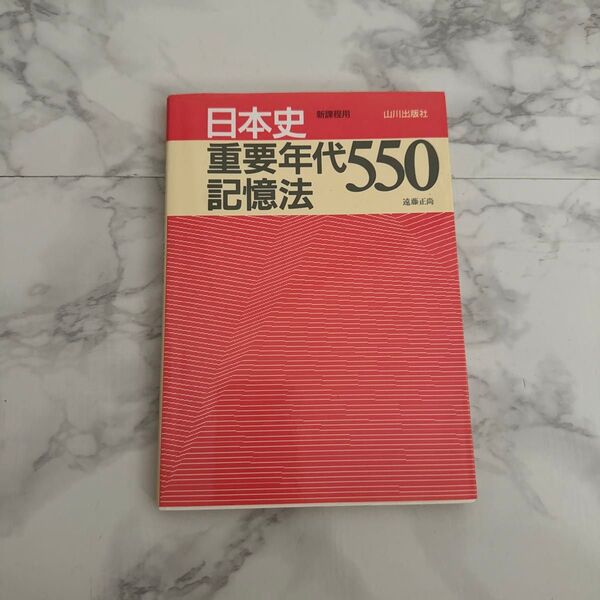 日本史 新課程用 山川出版社
重要年代550
記憶法
遠藤正尚